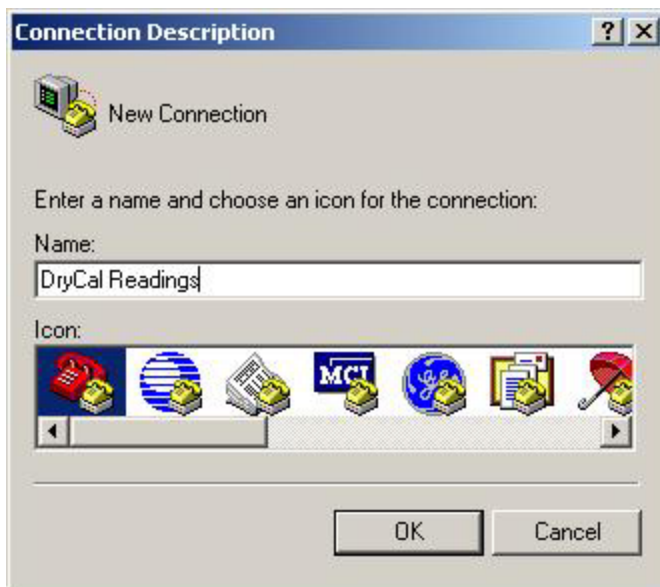 Connection Description
New Connection
Enter a name and choose an icon for the connection:
Name:
DryCal Readings
Icon:
MCI
OK
Cancel